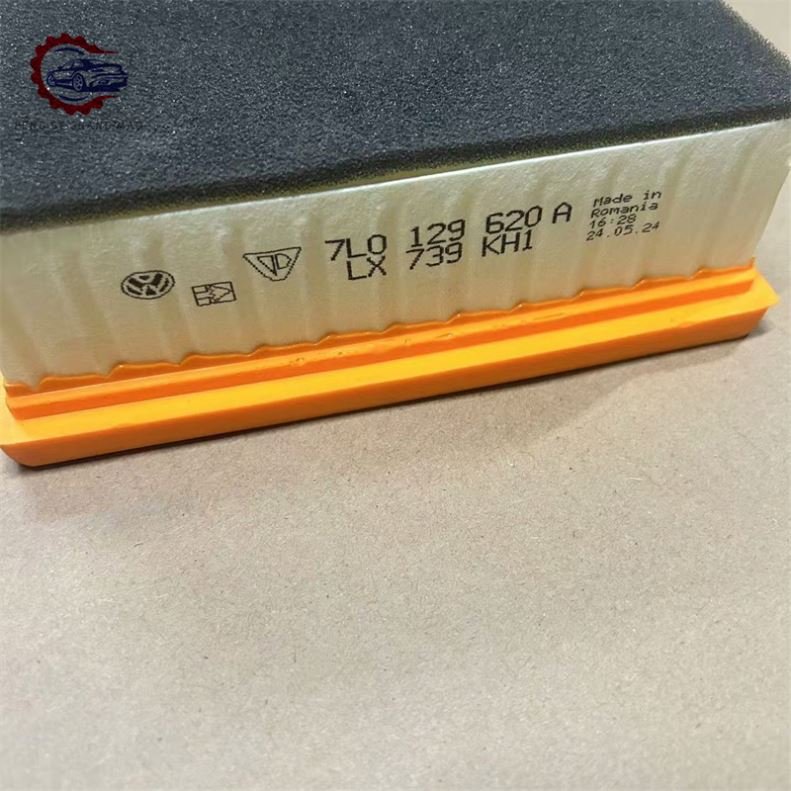 7L0 129 620 A
LX 739 KH1
Made in
Romania
16:28
24.05.24